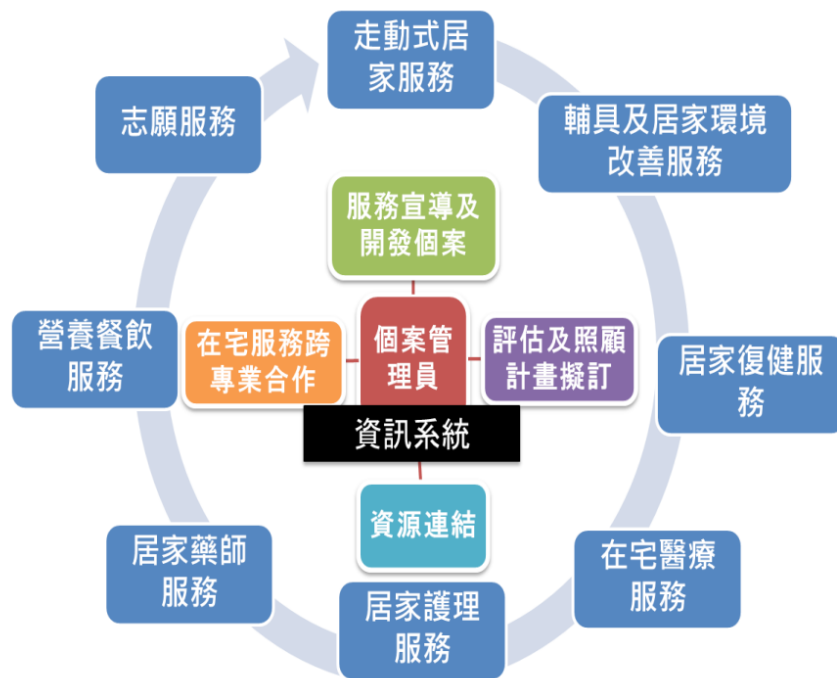 走動式居
家服務
輔具及居家環境
改善服務
居家復健服
務
在宅醫療
服務
居家護理
服務
居家藥師
服務
營養餐飲
服務
志願服務
服務宣導及
開發個案
在宅服務跨
專業合作
個案管
理員
評估及照顧
計畫擬訂
資訊系統
資源連結